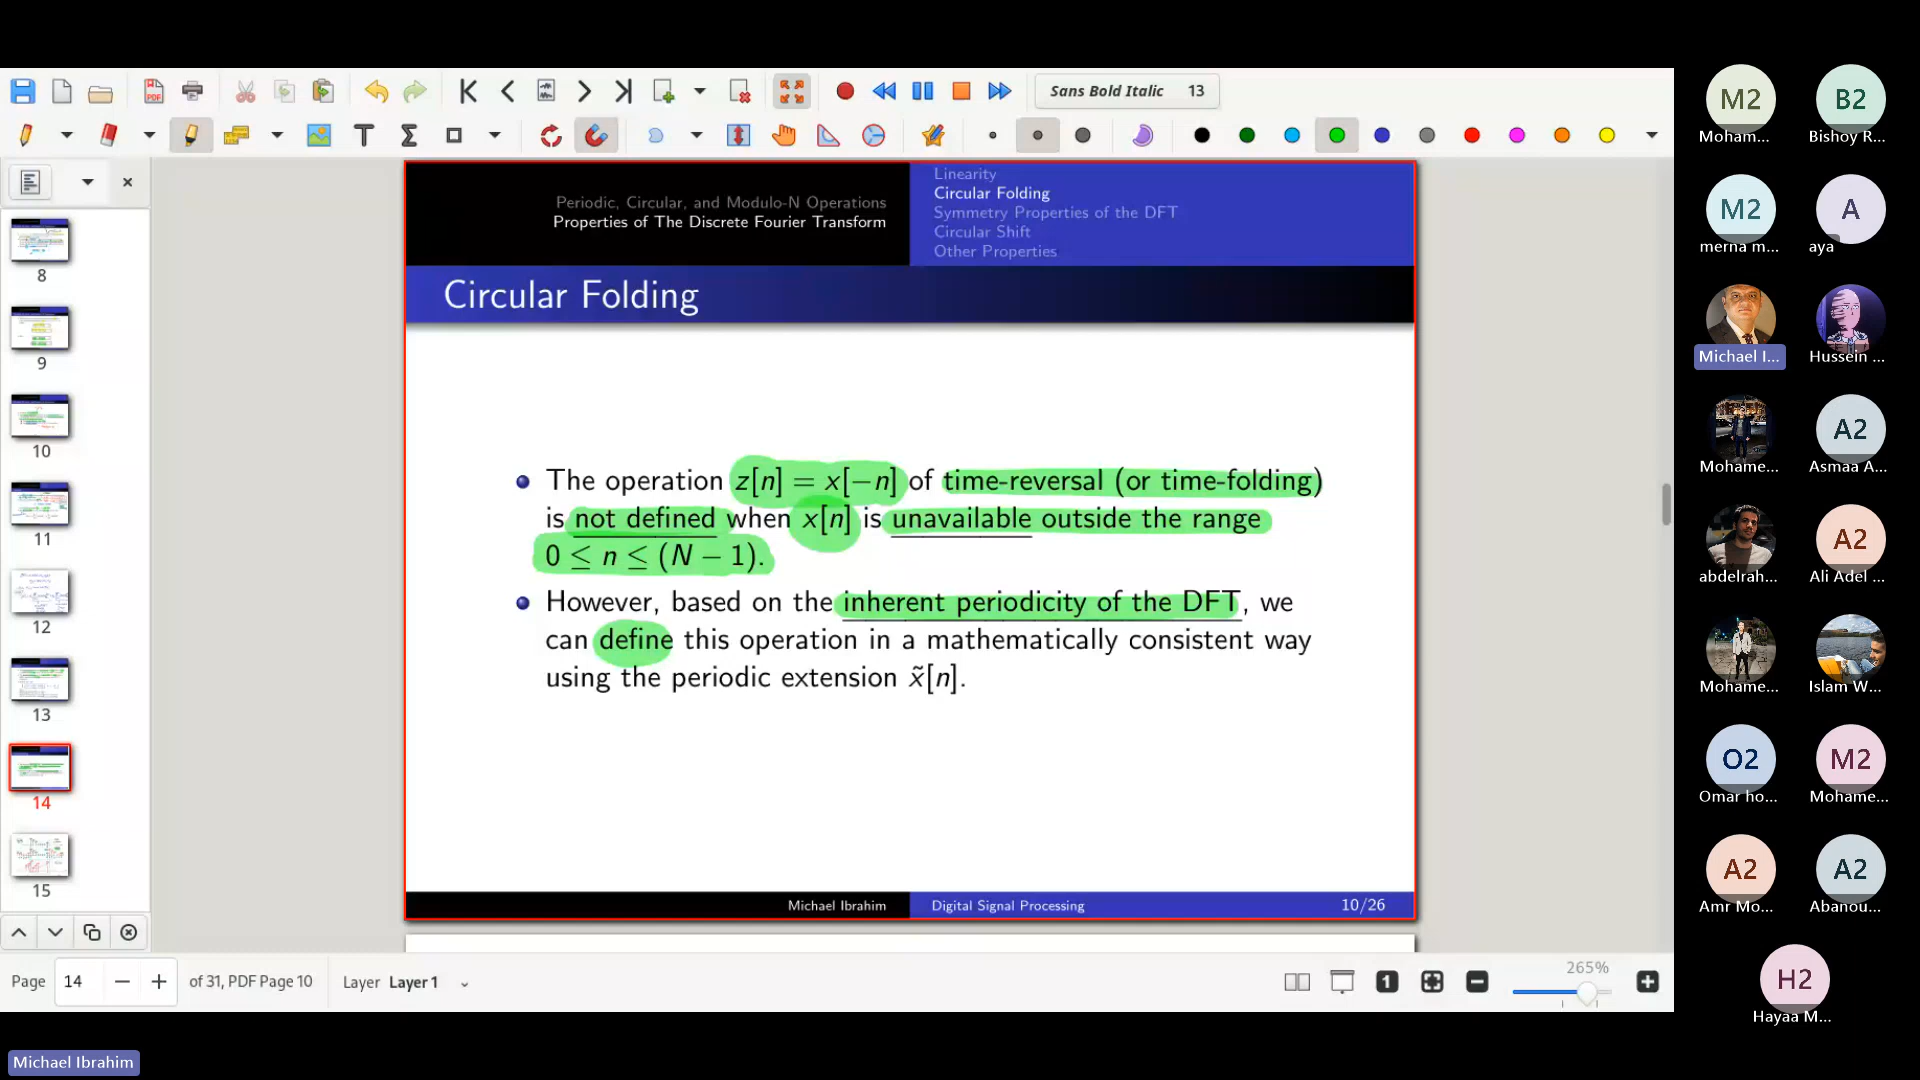 Sans Bold Italic 13
Periodic, Circular, and Modulo-N Operations
Properties of The Discrete Fourier Transform
Linearity
Circular Folding
Symmetry Properties of the DFT
Circular Shift
Other Properties
Circular Folding
The operation z[n] = x[−n] of time-reversal (or time-folding)
is not defined when x[n] is unavailable outside the range
0 ≤ n ≤ (N − 1).
However, based on the inherent periodicity of the DFT, we
can define this operation in a mathematically consistent way
using the periodic extension x̃[n].
Michael Ibrahim
Digital Signal Processing
10/26
8
9
10
11
12
13
14
15
Page 14 of 31, PDF Page 10 Layer Layer 1
1
265%
M2 B2
Moham... Bishoy R...
M2 A
merna m... aya
Michael I... Hussein ...
A2
Mohame... Asmaa A...
A2
abdelrah... Ali Adel ...
Mohame... Islam W...
O2 M2
Omar ho... Mohame...
A2 A2
Amr Mo... Abanou...
H2
Hayaa M...
Michael Ibrahim